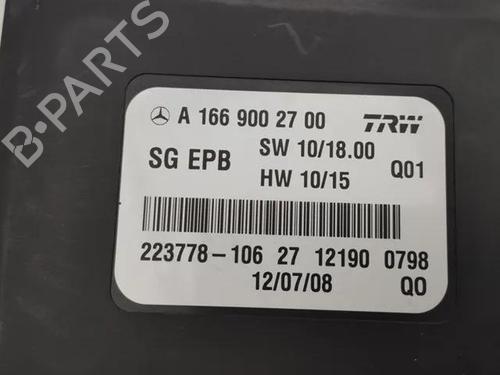 B-PARTS
A 166 900 27 00 TRW
SG EPB SW 10/18.00 Q01
HW 10/15
223778-106 27 12190 0798
12/07/08 Q0